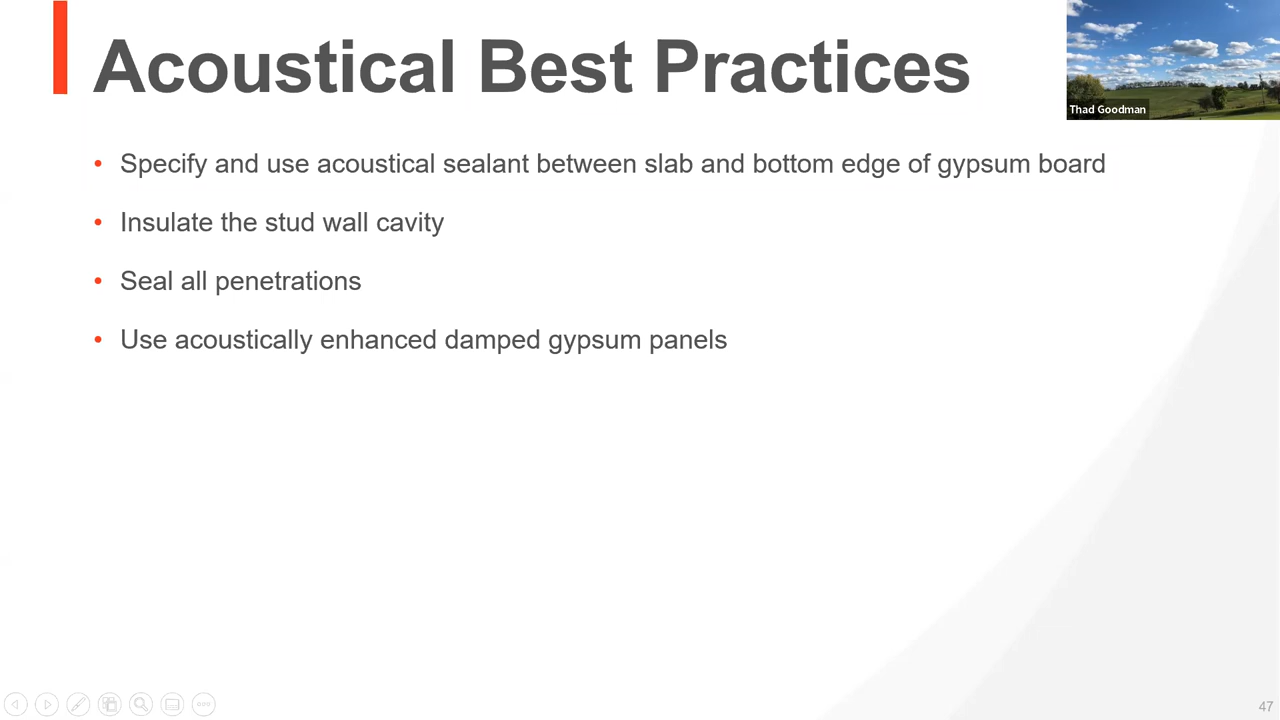 Acoustical Best Practices
Thad Goodman
• Specify and use acoustical sealant between slab and bottom edge of gypsum board
• Insulate the stud wall cavity
• Seal all penetrations
• Use acoustically enhanced damped gypsum panels
47